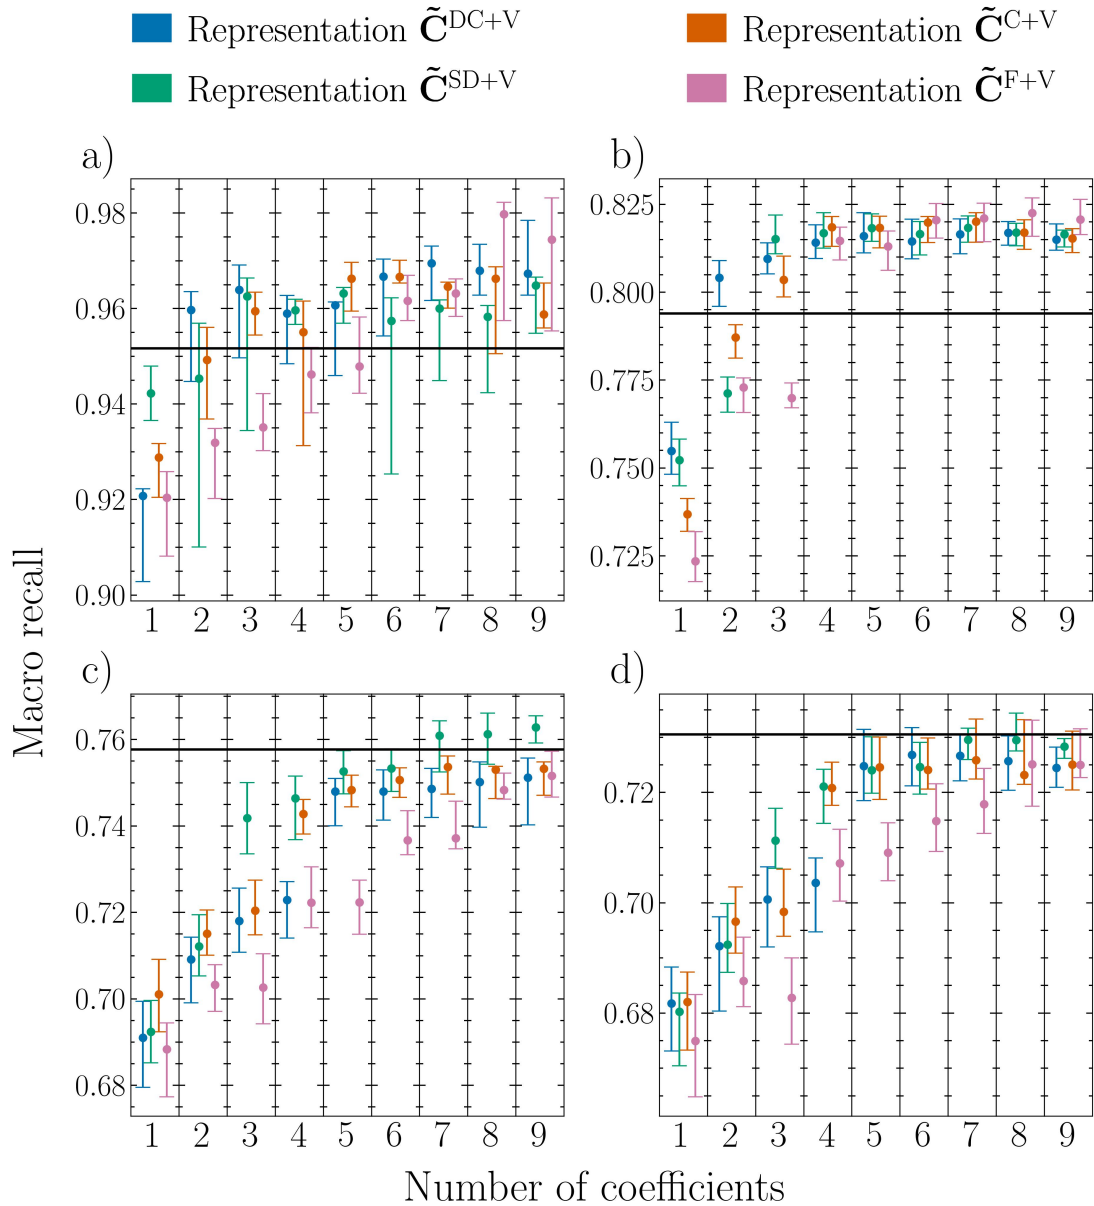 Representation C̃^DC+V
Representation C̃^C+V
Representation C̃^SD+V
Representation C̃^F+V
a)
b)
0.98
0.96
0.94
0.92
0.90
1 2 3 4 5 6 7 8 9
0.825
0.800
0.775
0.750
0.725
1 2 3 4 5 6 7 8 9
Macro recall
c)
d)
0.76
0.74
0.72
0.70
0.68
1 2 3 4 5 6 7 8 9
0.72
0.70
0.68
1 2 3 4 5 6 7 8 9
Number of coefficients